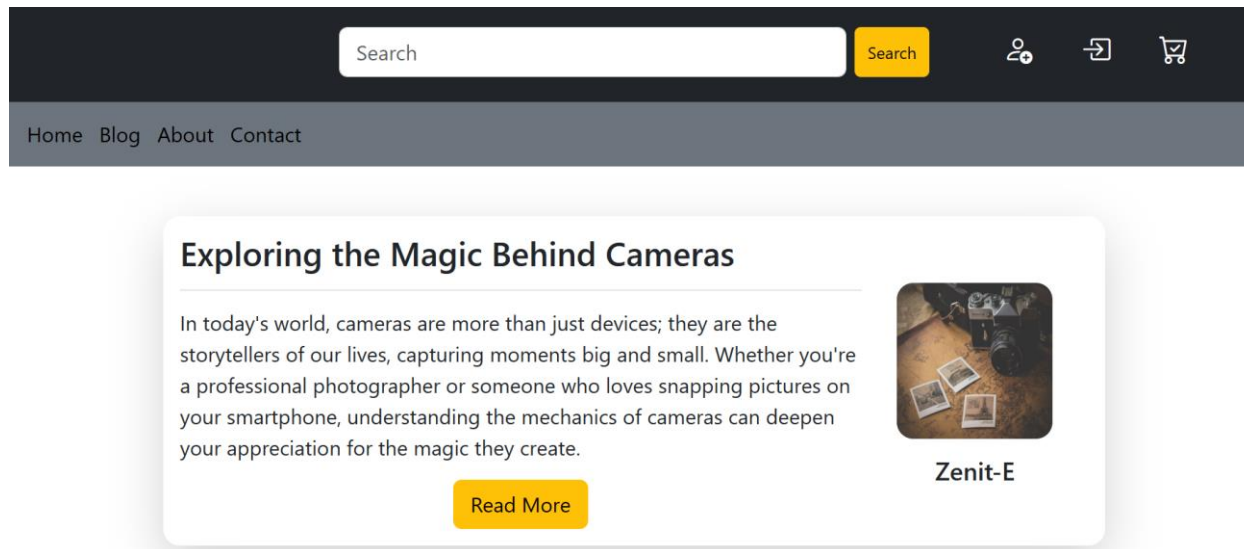 Search
Search
Home Blog About Contact
Exploring the Magic Behind Cameras
In today's world, cameras are more than just devices; they are the
storytellers of our lives, capturing moments big and small. Whether you're
a professional photographer or someone who loves snapping pictures on
your smartphone, understanding the mechanics of cameras can deepen
your appreciation for the magic they create.
Read More
Zenit-E